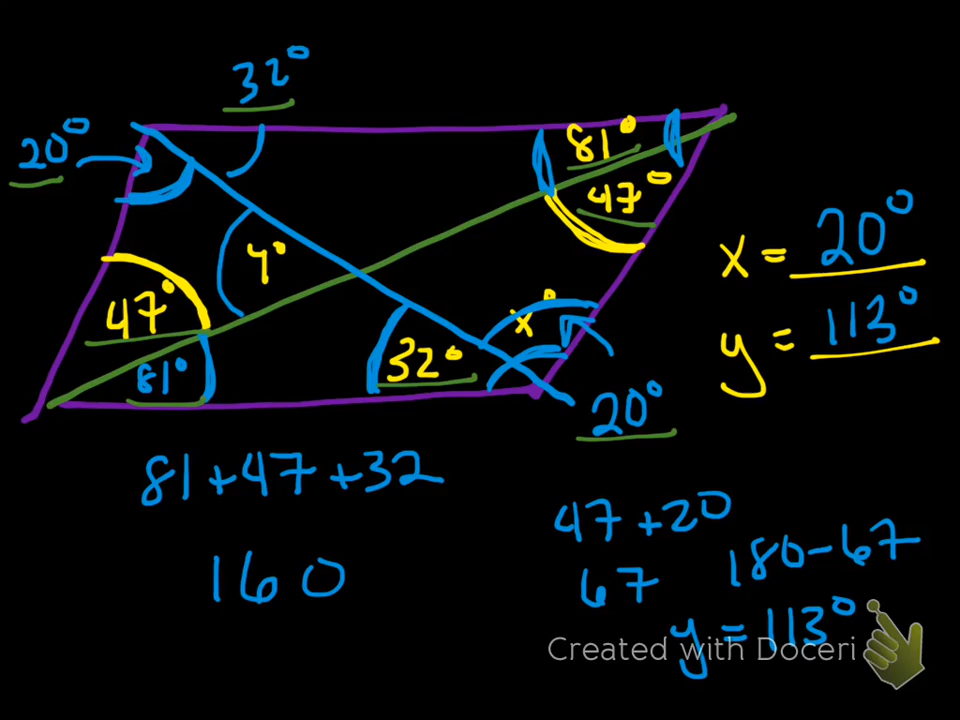 32°
20°
81°
47°
x = 20°
y°
y = 113°
x°
47°
81°
32°
20°
81+47+32
160
47+20
67
180-67
y = 113°
Created with Doceri